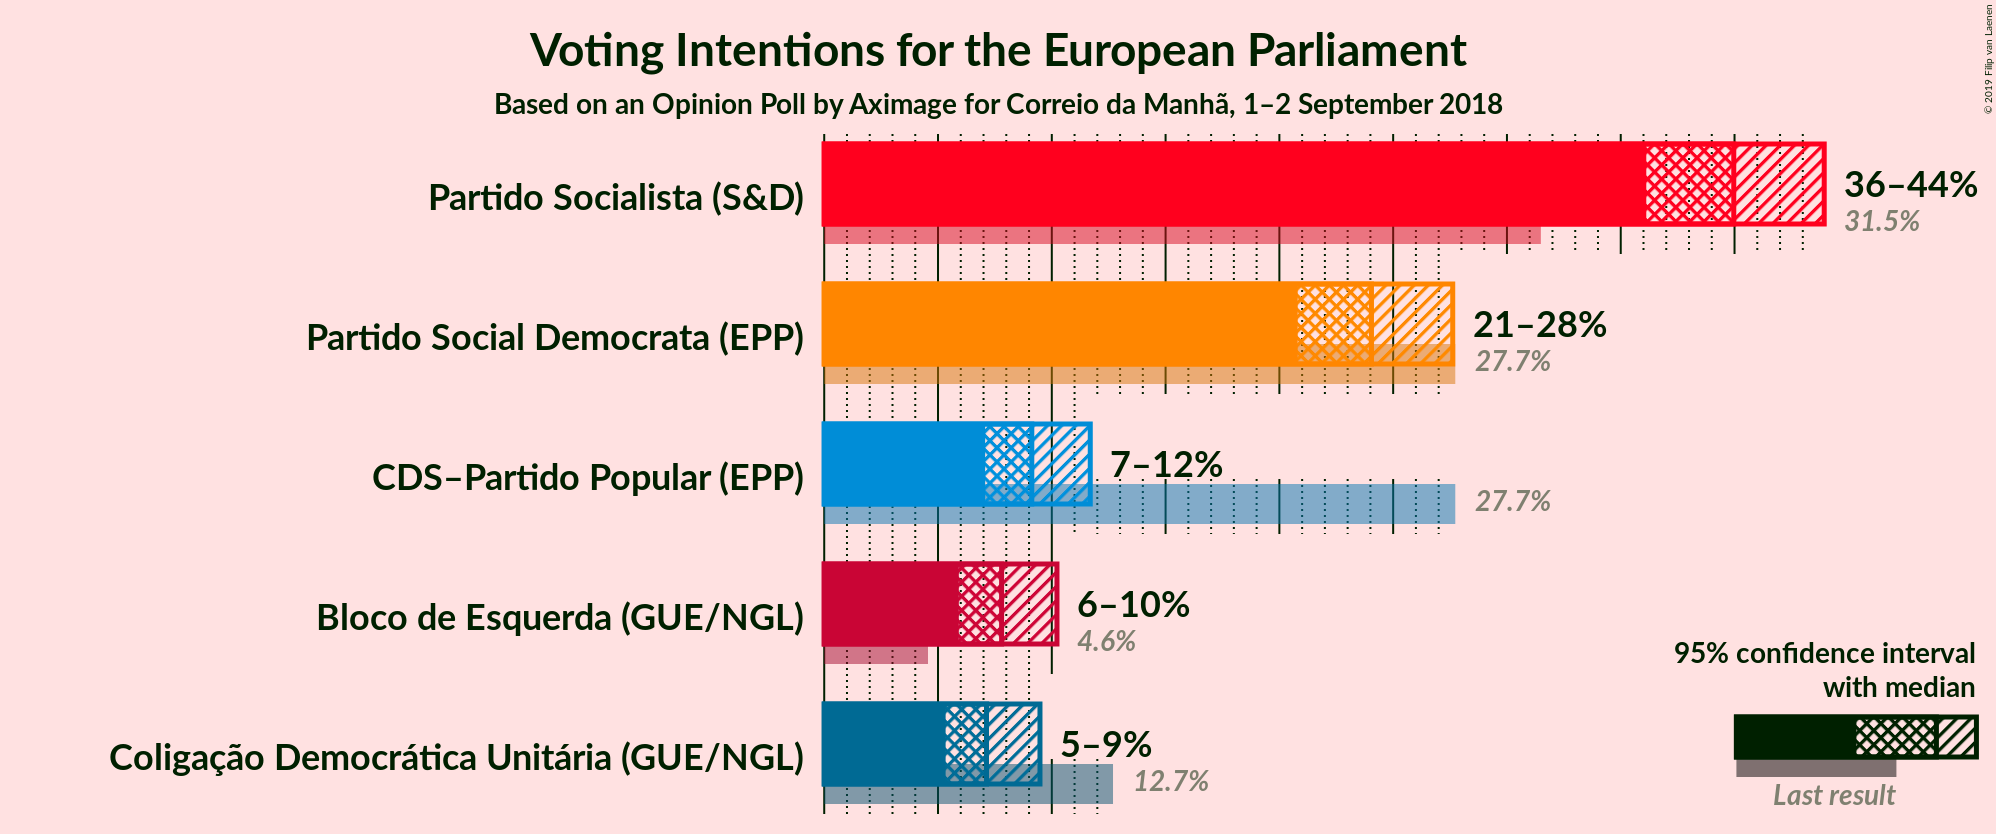 Voting Intentions for the European Parliament
Based on an Opinion Poll by Aximage for Correio da Manhã, 1–2 September 2018
© 2019 Filip van Laenen
Partido Socialista (S&D)
36–44%
31.5%
Partido Social Democrata (EPP)
21–28%
27.7%
CDS–Partido Popular (EPP)
7–12%
27.7%
Bloco de Esquerda (GUE/NGL)
6–10%
4.6%
Coligação Democrática Unitária (GUE/NGL)
5–9%
12.7%
95% confidence interval
with median
Last result